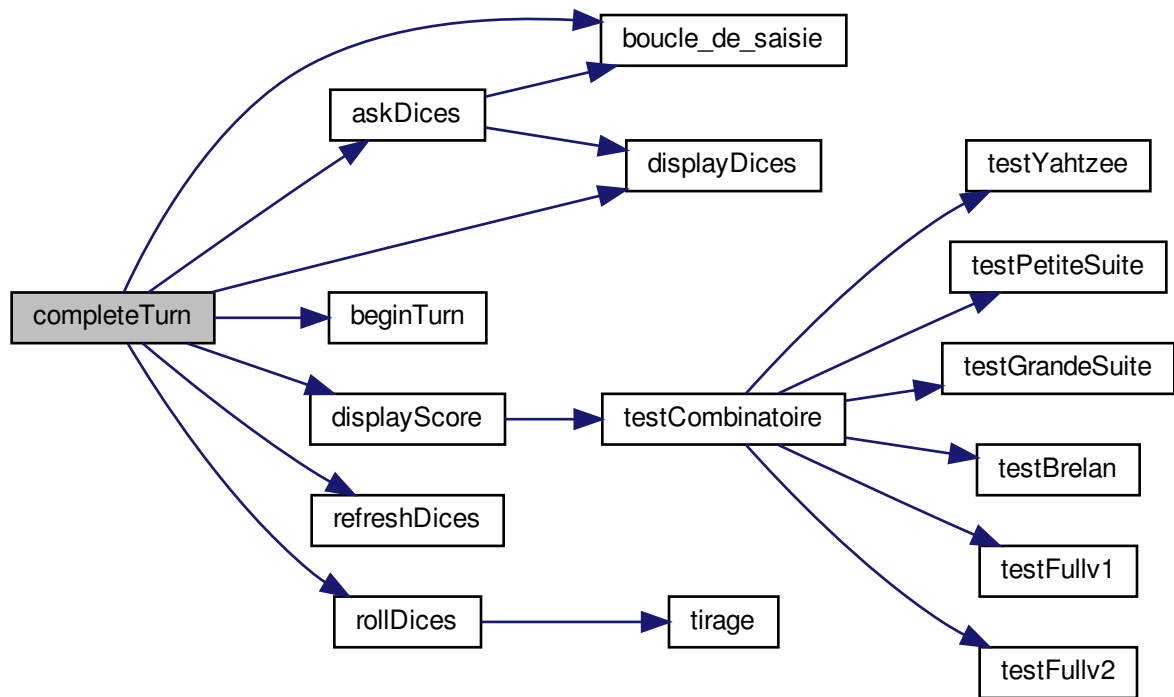 boucle_de_saisie
askDices
displayDices
testYahtzee
testPetiteSuite
completeTurn
beginTurn
testGrandeSuite
displayScore
testCombinatoire
testBrelan
refreshDices
testFullv1
rollDices
tirage
testFullv2